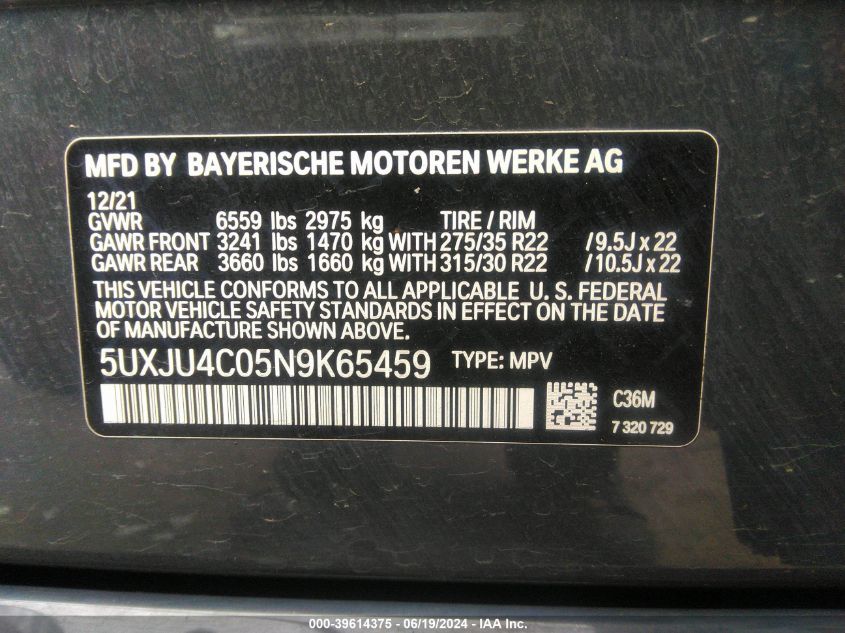 MFD BY BAYERISCHE MOTOREN WERKE AG
12/21
GVWR 6559 lbs 2975 kg TIRE / RIM
GAWR FRONT 3241 lbs 1470 kg WITH 275/35 R22 / 9.5J x 22
GAWR REAR 3660 lbs 1660 kg WITH 315/30 R22 / 10.5J x 22
THIS VEHICLE CONFORMS TO ALL APPLICABLE U. S. FEDERAL
MOTOR VEHICLE SAFETY STANDARDS IN EFFECT ON THE DATE
OF MANUFACTURE SHOWN ABOVE.
5UXJU4C05N9K65459 TYPE: MPV
C36M
7 320 729
000-39614375 - 06/19/2024 - IAA Inc.